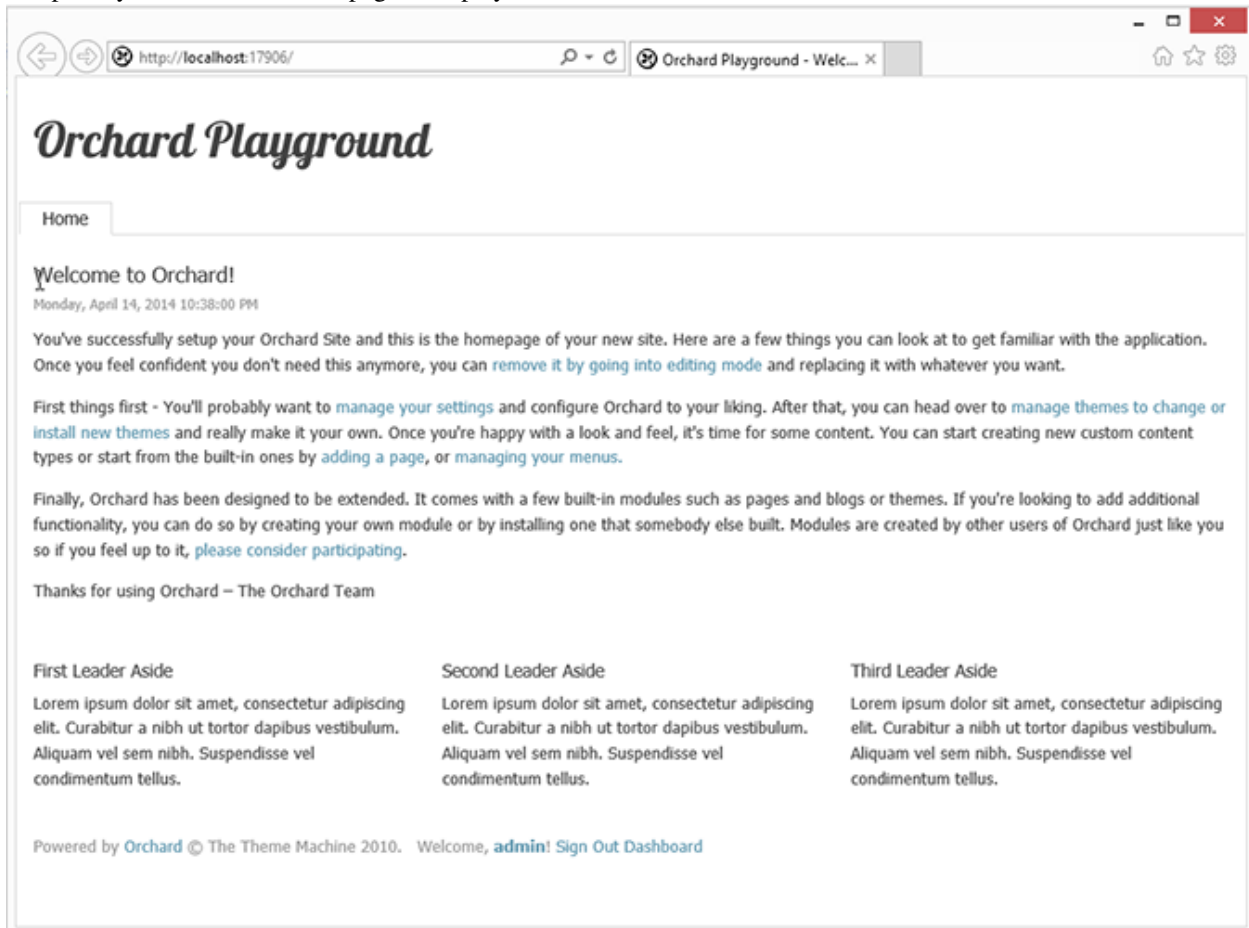 http://localhost:17906/
Orchard Playground - Welc...
Orchard Playground
Home
Welcome to Orchard!
Monday, April 14, 2014 10:38:00 PM
You've successfully setup your Orchard Site and this is the homepage of your new site. Here are a few things you can look at to get familiar with the application.
Once you feel confident you don't need this anymore, you can remove it by going into editing mode and replacing it with whatever you want.
First things first - You'll probably want to manage your settings and configure Orchard to your liking. After that, you can head over to manage themes to change or
install new themes and really make it your own. Once you're happy with a look and feel, it's time for some content. You can start creating new custom content
types or start from the built-in ones by adding a page, or managing your menus.
Finally, Orchard has been designed to be extended. It comes with a few built-in modules such as pages and blogs or themes. If you're looking to add additional
functionality, you can do so by creating your own module or by installing one that somebody else built. Modules are created by other users of Orchard just like you
so if you feel up to it, please consider participating.
Thanks for using Orchard – The Orchard Team
First Leader Aside
Lorem ipsum dolor sit amet, consectetur adipiscing
elit. Curabitur a nibh ut tortor dapibus vestibulum.
Aliquam vel sem nibh. Suspendisse vel
condimentum tellus.
Second Leader Aside
Lorem ipsum dolor sit amet, consectetur adipiscing
elit. Curabitur a nibh ut tortor dapibus vestibulum.
Aliquam vel sem nibh. Suspendisse vel
condimentum tellus.
Third Leader Aside
Lorem ipsum dolor sit amet, consectetur adipiscing
elit. Curabitur a nibh ut tortor dapibus vestibulum.
Aliquam vel sem nibh. Suspendisse vel
condimentum tellus.
Powered by Orchard © The Theme Machine 2010. Welcome, admin! Sign Out Dashboard